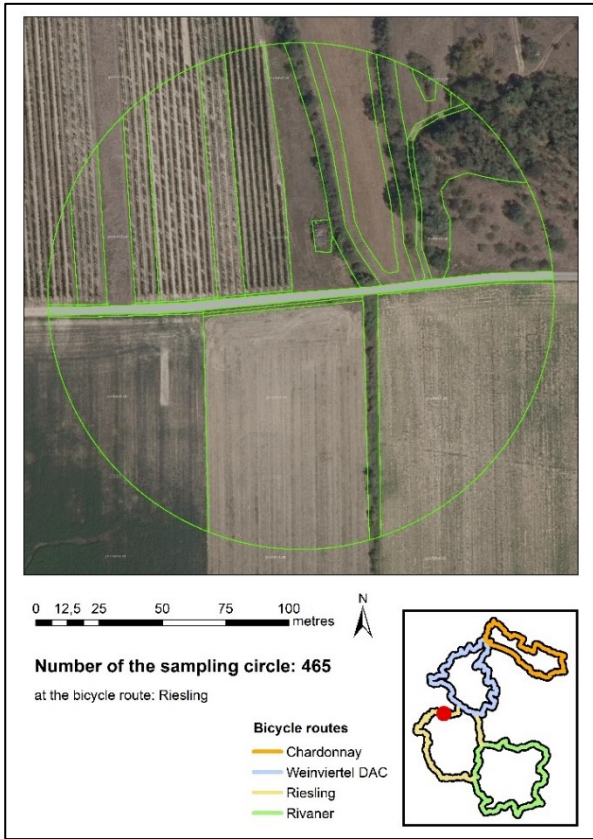 0 12,5 25 50 75 100
metres
N
Number of the sampling circle: 465
at the bicycle route: Riesling
Bicycle routes
Chardonnay
Weinviertel DAC
Riesling
Rivaner